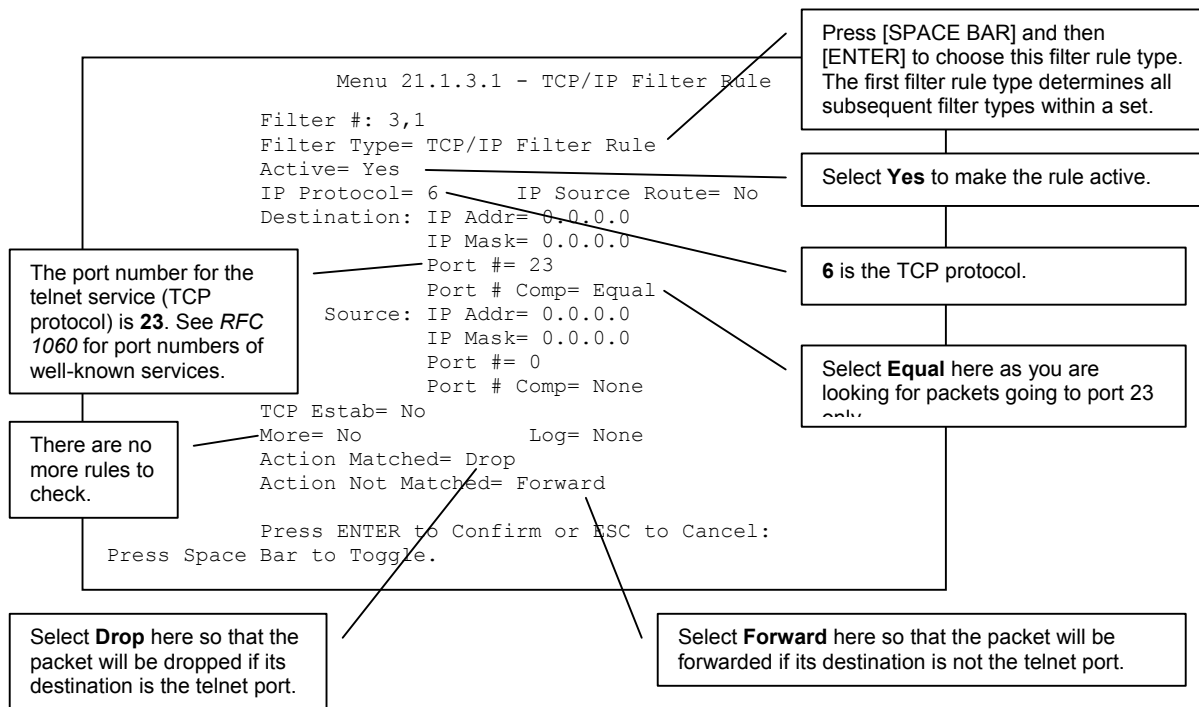 Press [SPACE BAR] and then
[ENTER] to choose this filter rule type.
The first filter rule type determines all
subsequent filter types within a set.
Menu 21.1.3.1 - TCP/IP Filter Rule
Filter #: 3,1
Filter Type= TCP/IP Filter Rule
Active= Yes
Select Yes to make the rule active.
IP Protocol= 6 IP Source Route= No
Destination: IP Addr= 0.0.0.0
IP Mask= 0.0.0.0
6 is the TCP protocol.
The port number for the
telnet service (TCP
protocol) is 23. See RFC
1060 for port numbers of
well-known services.
Port #= 23
Port # Comp= Equal
Source: IP Addr= 0.0.0.0
IP Mask= 0.0.0.0
Port #= 0
Port # Comp= None
Select Equal here as you are
looking for packets going to port 23
only
TCP Estab= No
There are no
more rules to
check.
More= No Log= None
Action Matched= Drop
Action Not Matched= Forward
Press ENTER to Confirm or ESC to Cancel:
Press Space Bar to Toggle.
Select Drop here so that the
packet will be dropped if its
destination is the telnet port.
Select Forward here so that the packet will be
forwarded if its destination is not the telnet port.